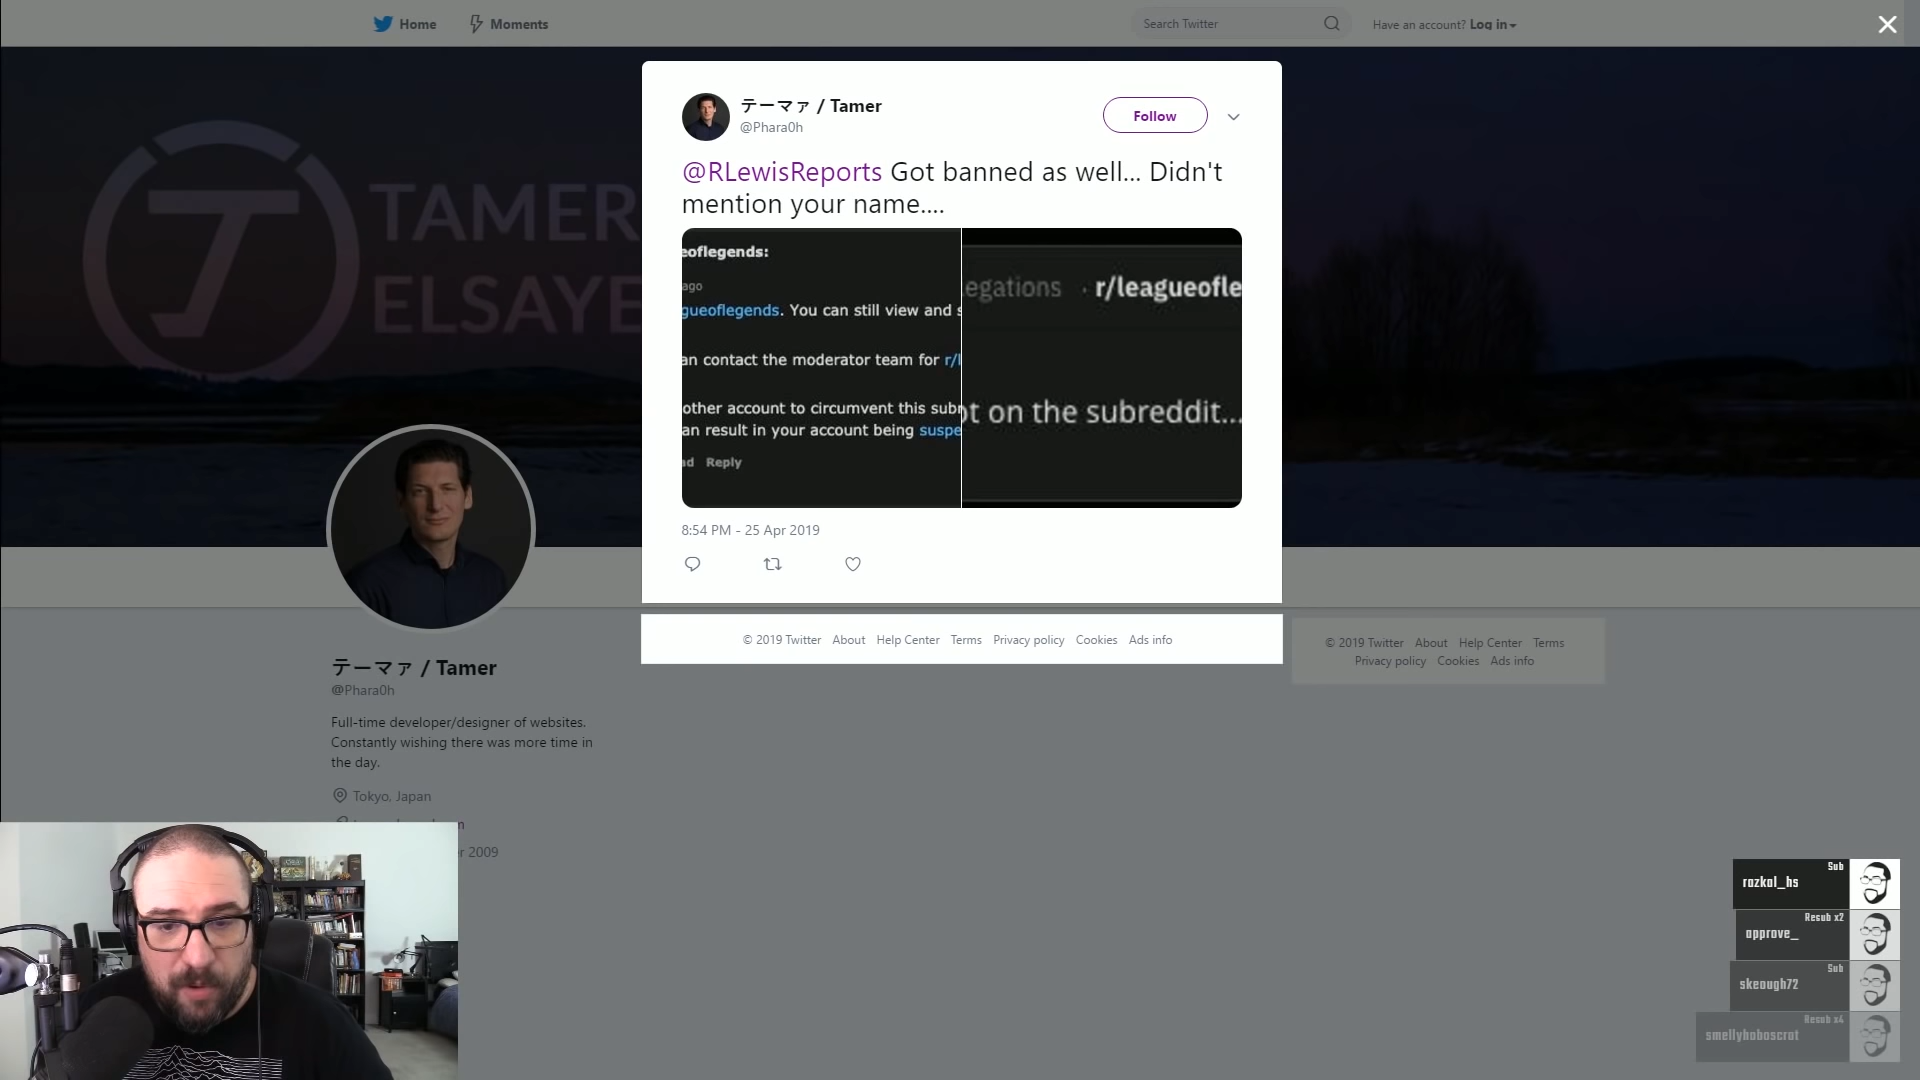 Home
Moments
Search Twitter
Have an account? Log in
TAMER
ELSAYE
テーマァ / Tamer
@Phara0h
Follow
@RLewisReports Got banned as well... Didn't
mention your name....
eoflegends:
ago
gueoflegends. You can still view and s
an contact the moderator team for r/l
other account to circumvent this subr
an result in your account being suspe
ad Reply
egations · r/leagueofle
ot on the subreddit...
8:54 PM - 25 Apr 2019
© 2019 Twitter About Help Center Terms Privacy policy Cookies Ads info
© 2019 Twitter About Help Center Terms
Privacy policy Cookies Ads info
テーマァ / Tamer
@Phara0h
Full-time developer/designer of websites.
Constantly wishing there was more time in
the day.
Tokyo, Japan
r 2009
Sub
razkal_hs
Resub x2
approve_
Sub
skeough72
Resub x4
smellyhoboscrot